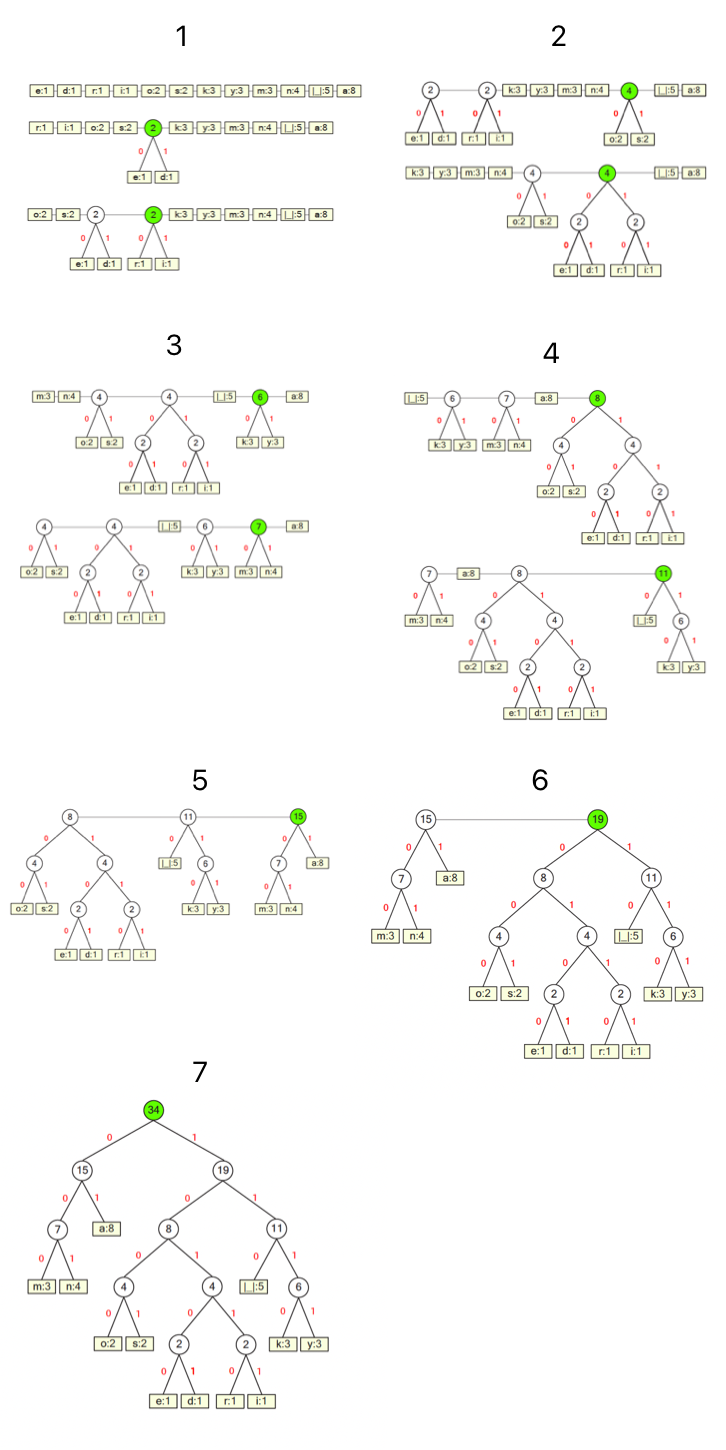 1
e:1 d:1 r:1 i:1 o:2 s:2 k:3 y:3 m:3 n:4 |_|:5 a:8
r:1 i:1 o:2 s:2 2 k:3 y:3 m:3 n:4 |_|:5 a:8
0 1
e:1 d:1
o:2 s:2 2 2 k:3 y:3 m:3 n:4 |_|:5 a:8
0 1 0 1
e:1 d:1 r:1 i:1
2
2 2 k:3 y:3 m:3 n:4 4 |_|:5 a:8
0 1 0 1 0 1
e:1 d:1 r:1 i:1 o:2 s:2
k:3 y:3 m:3 n:4 4 4 |_|:5 a:8
0 1 0 1
o:2 s:2 2 2
0 1 0 1
e:1 d:1 r:1 i:1
3
m:3 n:4 4 4 |_|:5 6 a:8
0 1 0 1 0 1
o:2 s:2 2 2 k:3 y:3
0 1 0 1
e:1 d:1 r:1 i:1
4 4 |_|:5 6 7 a:8
0 1 0 1 0 1 0 1
o:2 s:2 2 2 k:3 y:3 m:3 n:4
0 1 0 1
e:1 d:1 r:1 i:1
4
|_|:5 6 7 a:8 8
0 1 0 1 0 1
k:3 y:3 m:3 n:4 4 4
0 1 0 1
o:2 s:2 2 2
0 1 0 1
e:1 d:1 r:1 i:1
7 a:8 8 11
0 1 0 1 0 1
m:3 n:4 4 4 |_|:5 6
0 1 0 1 0 1
o:2 s:2 2 2 k:3 y:3
0 1 0 1
e:1 d:1 r:1 i:1
5
8 11 15
0 1 0 1 0 1
4 4 |_|:5 6 7 a:8
0 1 0 1 0 1 0 1
o:2 s:2 2 2 k:3 y:3 m:3 n:4
0 1 0 1
e:1 d:1 r:1 i:1
6
15 19
0 1 0 1
7 a:8 8 11
0 1 0 1 0 1
m:3 n:4 4 4 |_|:5 6
0 1 0 1 0 1
o:2 s:2 2 2 k:3 y:3
0 1 0 1
e:1 d:1 r:1 i:1
7
34
0 1
15 19
0 1 0 1
7 a:8 8 11
0 1 0 1 0 1
m:3 n:4 4 4 |_|:5 6
0 1 0 1 0 1
o:2 s:2 2 2 k:3 y:3
0 1 0 1
e:1 d:1 r:1 i:1